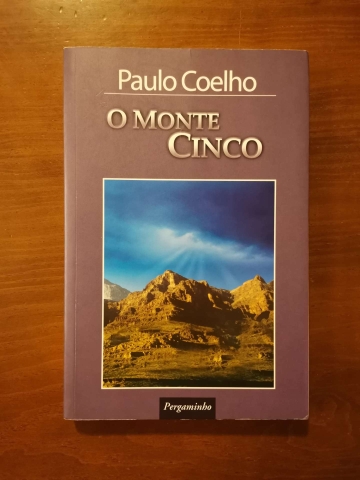 Paulo Coelho
O MONTE
CINCO
Pergaminho